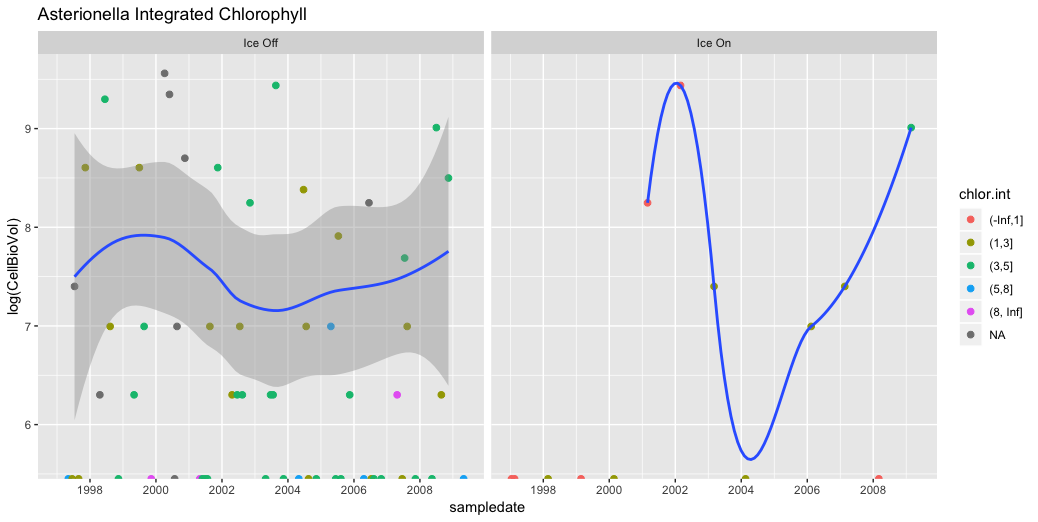 Asterionella Integrated Chlorophyll
Ice Off
Ice On
log(CellBioVol)
9
8
7
6
1998 2000 2002 2004 2006 2008
1998 2000 2002 2004 2006 2008
sampledate
chlor.int
(-Inf,1]
(1,3]
(3,5]
(5,8]
(8, Inf]
NA